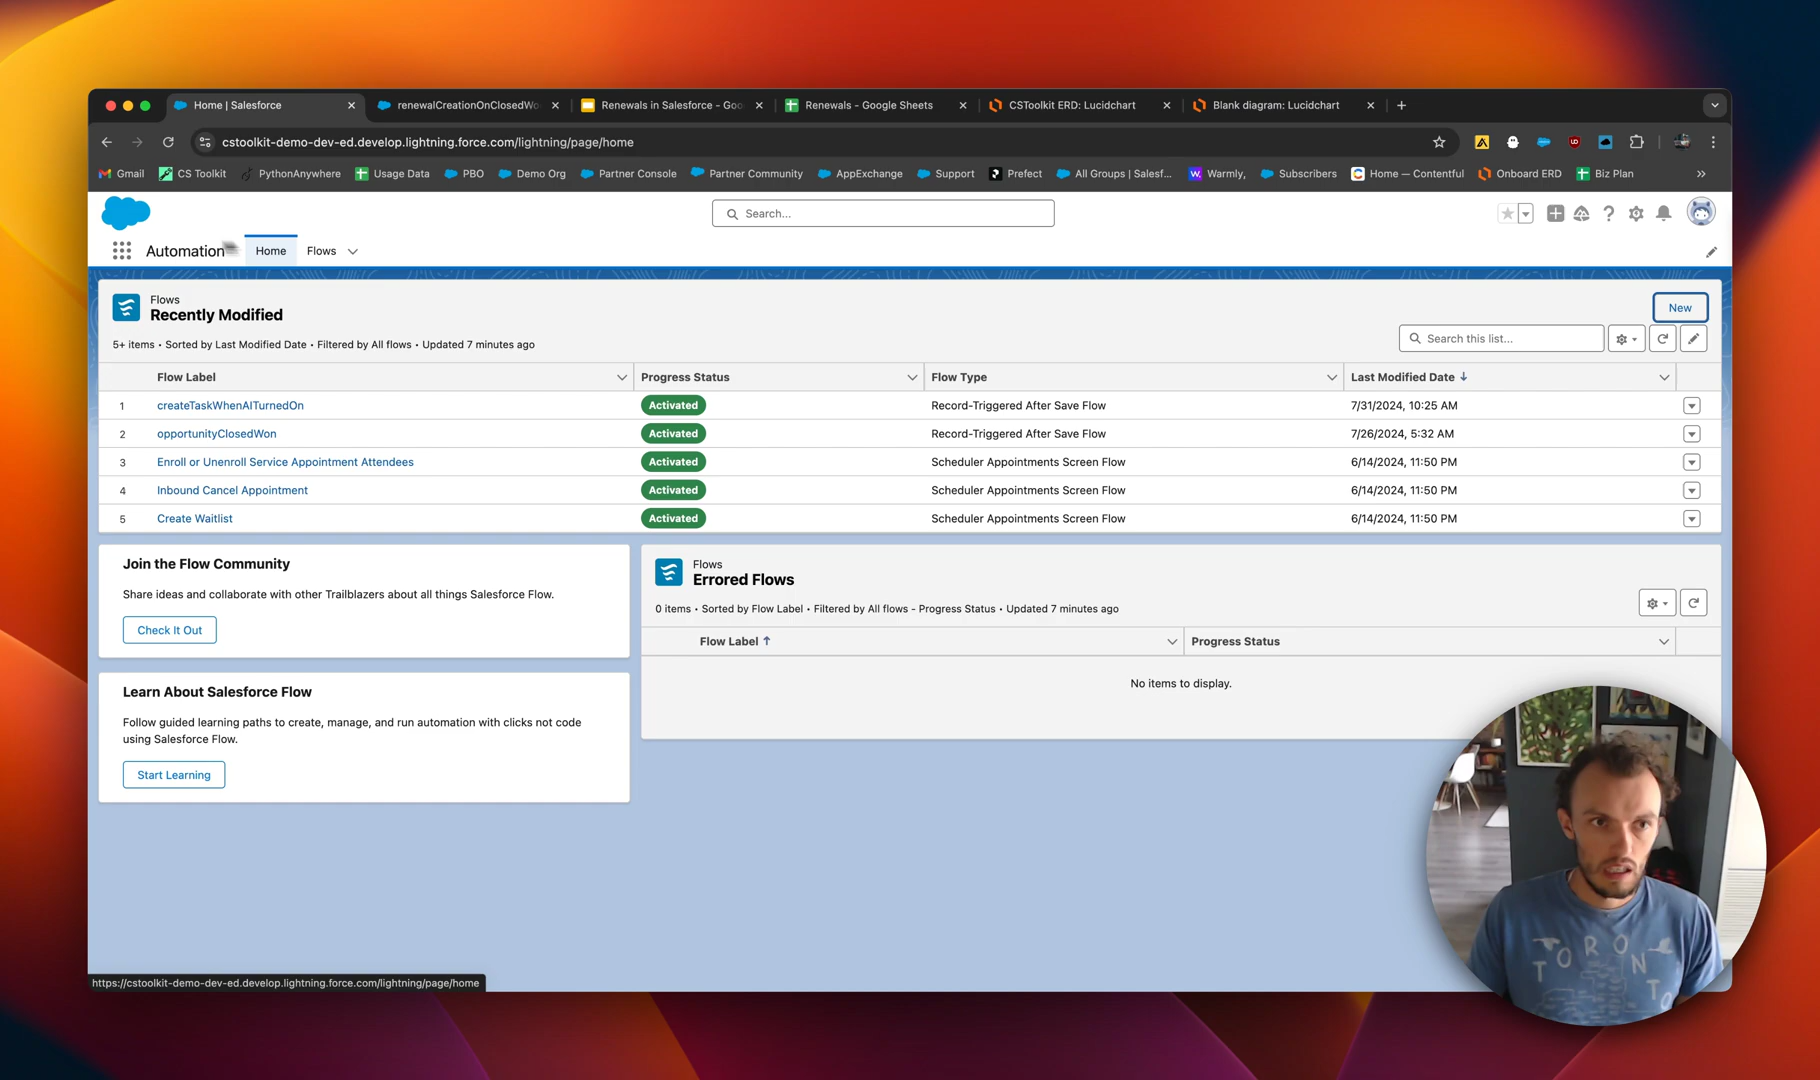 Home | Salesforce
renewalCreationOnClosedWo
Renewals in Salesforce - Goo
Renewals - Google Sheets
CSToolkit ERD: Lucidchart
Blank diagram: Lucidchart
cstoolkit-demo-dev-ed.develop.lightning.force.com/lightning/page/home
Gmail
CS Toolkit
PythonAnywhere
Usage Data
PBO
Demo Org
Partner Console
Partner Community
AppExchange
Support
Prefect
All Groups | Salesf...
Warmly,
Subscribers
Home — Contentful
Onboard ERD
Biz Plan
Search...
Automation
Home
Flows
Flows
Recently Modified
New
5+ items • Sorted by Last Modified Date • Filtered by All flows • Updated 7 minutes ago
Search this list...
Flow Label
Progress Status
Flow Type
Last Modified Date
1 createTaskWhenAITurnedOn Activated Record-Triggered After Save Flow 7/31/2024, 10:25 AM
2 opportunityClosedWon Activated Record-Triggered After Save Flow 7/26/2024, 5:32 AM
3 Enroll or Unenroll Service Appointment Attendees Activated Scheduler Appointments Screen Flow 6/14/2024, 11:50 PM
4 Inbound Cancel Appointment Activated Scheduler Appointments Screen Flow 6/14/2024, 11:50 PM
5 Create Waitlist Activated Scheduler Appointments Screen Flow 6/14/2024, 11:50 PM
Join the Flow Community
Share ideas and collaborate with other Trailblazers about all things Salesforce Flow.
Check It Out
Learn About Salesforce Flow
Follow guided learning paths to create, manage, and run automation with clicks not code
using Salesforce Flow.
Start Learning
Flows
Errored Flows
0 items • Sorted by Flow Label • Filtered by All flows - Progress Status • Updated 7 minutes ago
Flow Label
Progress Status
No items to display.
TORON
TO
https://cstoolkit-demo-dev-ed.develop.lightning.force.com/lightning/page/home